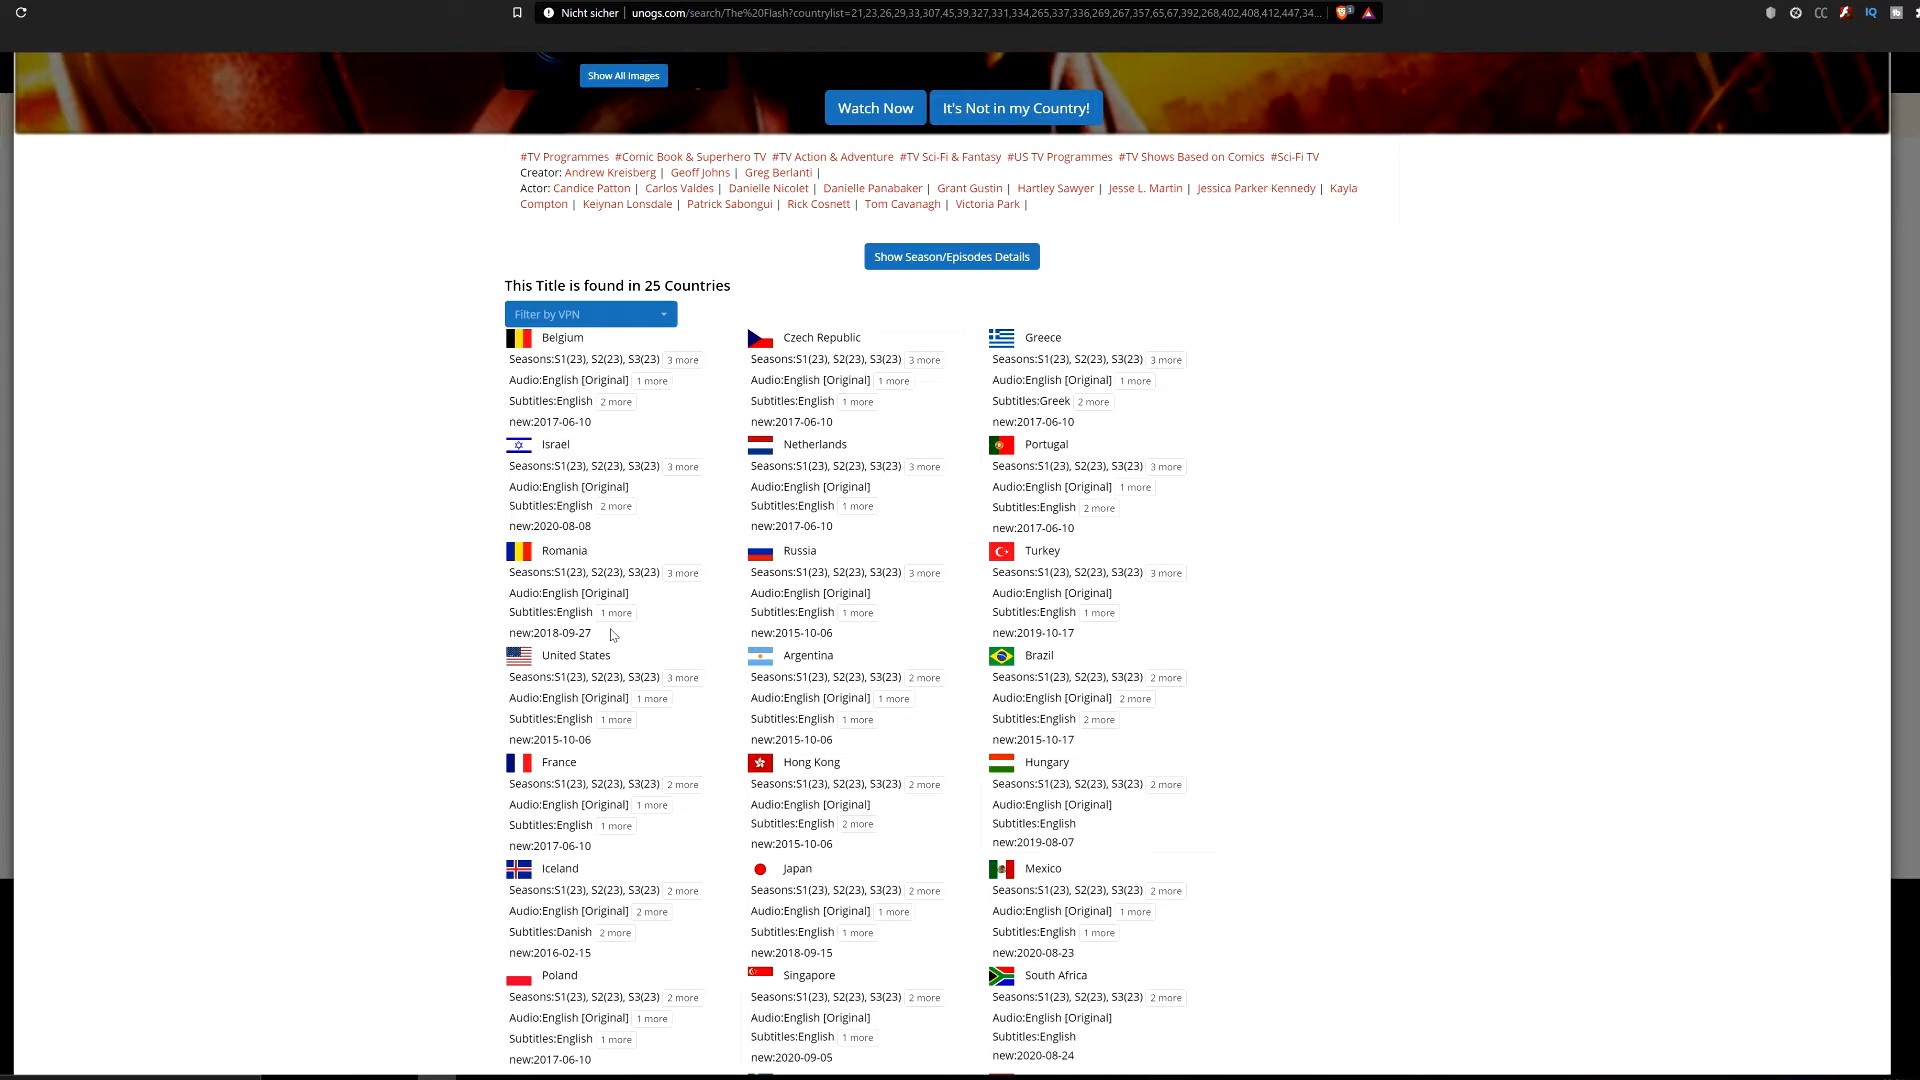 Nicht sicher | unogs.com/search/The%20Flash?countrylist=21,23,26,29,33,307,45,39,327,331,334,265,337,336,269,267,357,65,67,392,268,402,408,412,447,34...
3
CC
IQ
Show All Images
Watch Now
It's Not in my Country!
#TV Programmes #Comic Book & Superhero TV #TV Action & Adventure #TV Sci-Fi & Fantasy #US TV Programmes #TV Shows Based on Comics #Sci-Fi TV
Creator: Andrew Kreisberg | Geoff Johns | Greg Berlanti |
Actor: Candice Patton | Carlos Valdes | Danielle Nicolet | Danielle Panabaker | Grant Gustin | Hartley Sawyer | Jesse L. Martin | Jessica Parker Kennedy | Kayla
Compton | Keiynan Lonsdale | Patrick Sabongui | Rick Cosnett | Tom Cavanagh | Victoria Park |
Show Season/Episodes Details
This Title is found in 25 Countries
Filter by VPN
Belgium
Seasons:S1(23), S2(23), S3(23) 3 more
Audio:English [Original] 1 more
Subtitles:English 2 more
new:2017-06-10
Czech Republic
Seasons:S1(23), S2(23), S3(23) 3 more
Audio:English [Original] 1 more
Subtitles:English 1 more
new:2017-06-10
Greece
Seasons:S1(23), S2(23), S3(23) 3 more
Audio:English [Original] 1 more
Subtitles:Greek 2 more
new:2017-06-10
Israel
Seasons:S1(23), S2(23), S3(23) 3 more
Audio:English [Original]
Subtitles:English 2 more
new:2020-08-08
Netherlands
Seasons:S1(23), S2(23), S3(23) 3 more
Audio:English [Original]
Subtitles:English 1 more
new:2017-06-10
Portugal
Seasons:S1(23), S2(23), S3(23) 3 more
Audio:English [Original] 1 more
Subtitles:English 2 more
new:2017-06-10
Romania
Seasons:S1(23), S2(23), S3(23) 3 more
Audio:English [Original]
Subtitles:English 1 more
new:2018-09-27
Russia
Seasons:S1(23), S2(23), S3(23) 3 more
Audio:English [Original]
Subtitles:English 1 more
new:2015-10-06
Turkey
Seasons:S1(23), S2(23), S3(23) 3 more
Audio:English [Original]
Subtitles:English 1 more
new:2019-10-17
United States
Seasons:S1(23), S2(23), S3(23) 3 more
Audio:English [Original] 1 more
Subtitles:English 1 more
new:2015-10-06
Argentina
Seasons:S1(23), S2(23), S3(23) 2 more
Audio:English [Original] 1 more
Subtitles:English 1 more
new:2015-10-06
Brazil
Seasons:S1(23), S2(23), S3(23) 2 more
Audio:English [Original] 2 more
Subtitles:English 2 more
new:2015-10-17
France
Seasons:S1(23), S2(23), S3(23) 2 more
Audio:English [Original] 1 more
Subtitles:English 1 more
new:2017-06-10
Hong Kong
Seasons:S1(23), S2(23), S3(23) 2 more
Audio:English [Original]
Subtitles:English 2 more
new:2015-10-06
Hungary
Seasons:S1(23), S2(23), S3(23) 2 more
Audio:English [Original]
Subtitles:English
new:2019-08-07
Iceland
Seasons:S1(23), S2(23), S3(23) 2 more
Audio:English [Original] 2 more
Subtitles:Danish 2 more
new:2016-02-15
Japan
Seasons:S1(23), S2(23), S3(23) 2 more
Audio:English [Original] 1 more
Subtitles:English 1 more
new:2018-09-15
Mexico
Seasons:S1(23), S2(23), S3(23) 2 more
Audio:English [Original] 1 more
Subtitles:English 1 more
new:2020-08-23
Poland
Seasons:S1(23), S2(23), S3(23) 2 more
Audio:English [Original] 1 more
Subtitles:English 1 more
new:2017-06-10
Singapore
Seasons:S1(23), S2(23), S3(23) 2 more
Audio:English [Original]
Subtitles:English 1 more
new:2020-09-05
South Africa
Seasons:S1(23), S2(23), S3(23) 2 more
Audio:English [Original]
Subtitles:English
new:2020-08-24